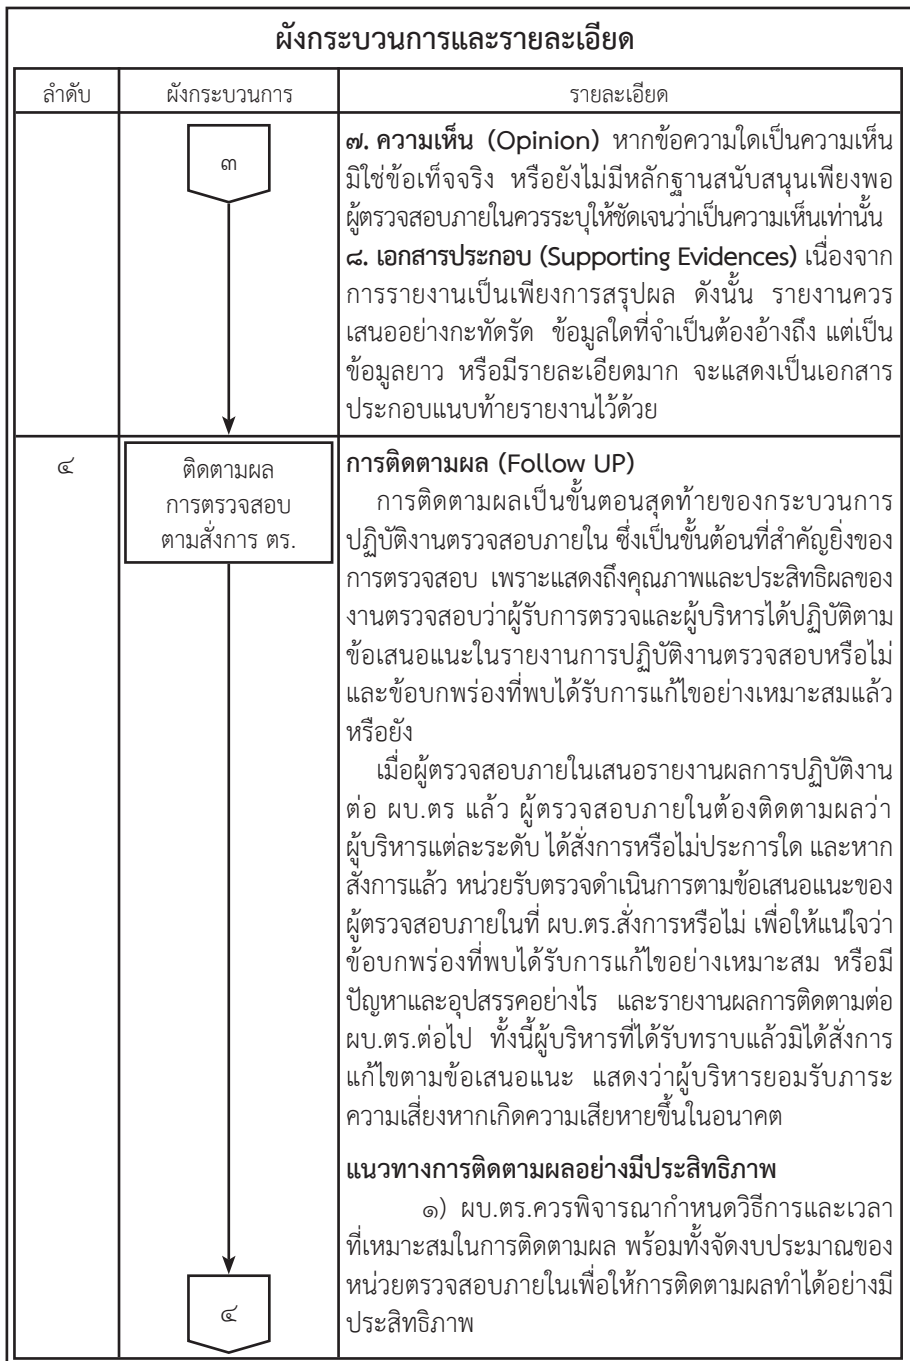 ผังกระบวนการและรายละเอียด
ลำดับ ผังกระบวนการ รายละเอียด
๓
๗. ความเห็น (Opinion) หากข้อความใดเป็นความเห็น
มิใช่ข้อเท็จจริง หรือยังไม่มีหลักฐานสนับสนุนเพียงพอ
ผู้ตรวจสอบภายในควรระบุให้ชัดเจนว่าเป็นความเห็นเท่านั้น
๘. เอกสารประกอบ (Supporting Evidences) เนื่องจาก
การรายงานเป็นเพียงการสรุปผล ดังนั้น รายงานควร
เสนออย่างกะทัดรัด ข้อมูลใดที่จำเป็นต้องอ้างถึง แต่เป็น
ข้อมูลยาว หรือมีรายละเอียดมาก จะแสดงเป็นเอกสาร
ประกอบแนบท้ายรายงานไว้ด้วย
๔
ติดตามผล
การตรวจสอบ
ตามสั่งการ ตร.
การติดตามผล (Follow UP)
การติดตามผลเป็นขั้นตอนสุดท้ายของกระบวนการ
ปฏิบัติงานตรวจสอบภายใน ซึ่งเป็นขั้นต้อนที่สำคัญยิ่งของ
การตรวจสอบ เพราะแสดงถึงคุณภาพและประสิทธิผลของ
งานตรวจสอบว่าผู้รับการตรวจและผู้บริหารได้ปฏิบัติตาม
ข้อเสนอแนะในรายงานการปฏิบัติงานตรวจสอบหรือไม่
และข้อบกพร่องที่พบได้รับการแก้ไขอย่างเหมาะสมแล้ว
หรือยัง
เมื่อผู้ตรวจสอบภายในเสนอรายงานผลการปฏิบัติงาน
ต่อ ผบ.ตร แล้ว ผู้ตรวจสอบภายในต้องติดตามผลว่า
ผู้บริหารแต่ละระดับ ได้สั่งการหรือไม่ประการใด และหาก
สั่งการแล้ว หน่วยรับตรวจดำเนินการตามข้อเสนอแนะของ
ผู้ตรวจสอบภายในที่ ผบ.ตร.สั่งการหรือไม่ เพื่อให้แน่ใจว่า
ข้อบกพร่องที่พบได้รับการแก้ไขอย่างเหมาะสม หรือมี
ปัญหาและอุปสรรคอย่างไร และรายงานผลการติดตามต่อ
ผบ.ตร.ต่อไป ทั้งนี้ผู้บริหารที่ได้รับทราบแล้วมิได้สั่งการ
แก้ไขตามข้อเสนอแนะ แสดงว่าผู้บริหารยอมรับภาระ
ความเสี่ยงหากเกิดความเสียหายขึ้นในอนาคต
แนวทางการติดตามผลอย่างมีประสิทธิภาพ
๑) ผบ.ตร.ควรพิจารณากำหนดวิธีการและเวลา
ที่เหมาะสมในการติดตามผล พร้อมทั้งจัดงบประมาณของ
หน่วยตรวจสอบภายในเพื่อให้การติดตามผลทำได้อย่างมี
ประสิทธิภาพ
๔